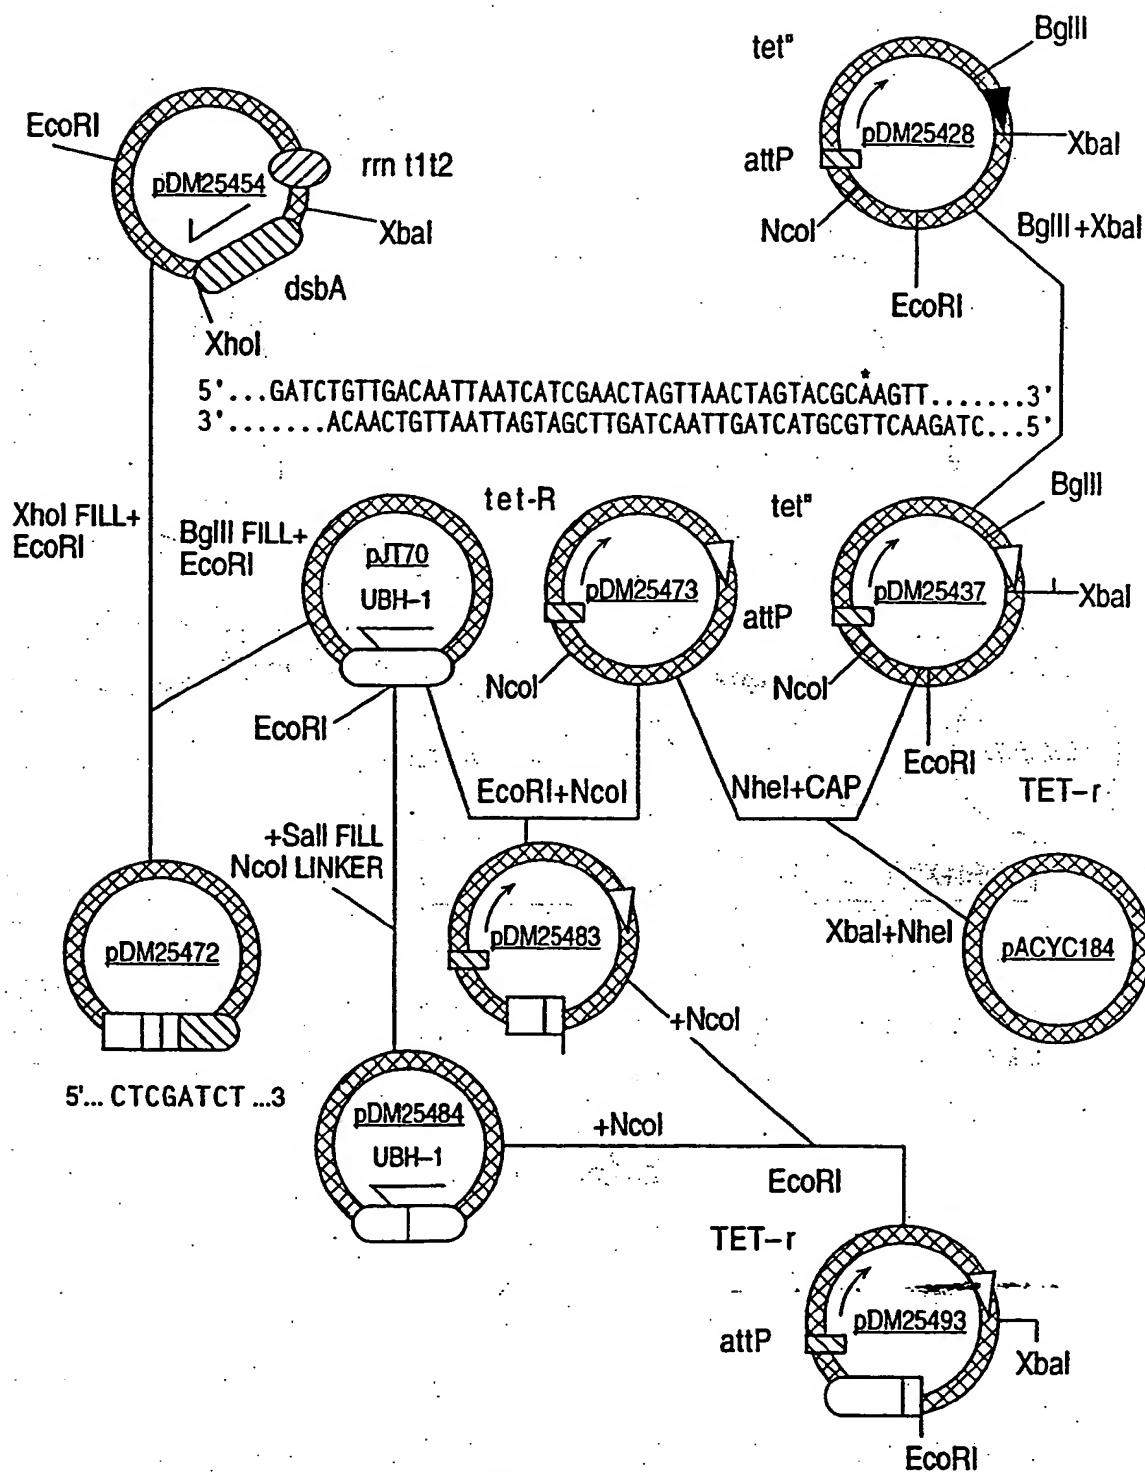 tet°
BglII
EcoRI
pDM25428
XbaI
pDM25454
rrn t1t2
attP
XbaI
NcoI
BglII+XbaI
dsbA
EcoRI
XhoI
*
5'...GATCTGTTGACAATTAATCATCGAACTAGTTAACTAGTACGCAAGTT.......3'
3'.......ACAACTGTTAATTAGTAGCTTGATCAATTGATCATGCGTTCAAGATC...5'
XhoI FILL+
EcoRI
BglII FILL+
EcoRI
tet-R
tet°
BglII
pJT70
UBH-1
pDM25473
attP
pDM25437
XbaI
NcoI
NcoI
EcoRI
EcoRI
EcoRI+NcoI
NheI+CAP
TET-r
+SalI FILL
NcoI LINKER
pDM25472
pDM25483
XbaI+NheI
pACYC184
+NcoI
5'... CTCGATCT ...3
pDM25484
UBH-1
+NcoI
EcoRI
TET-r
pDM25493
attP
XbaI
EcoRI